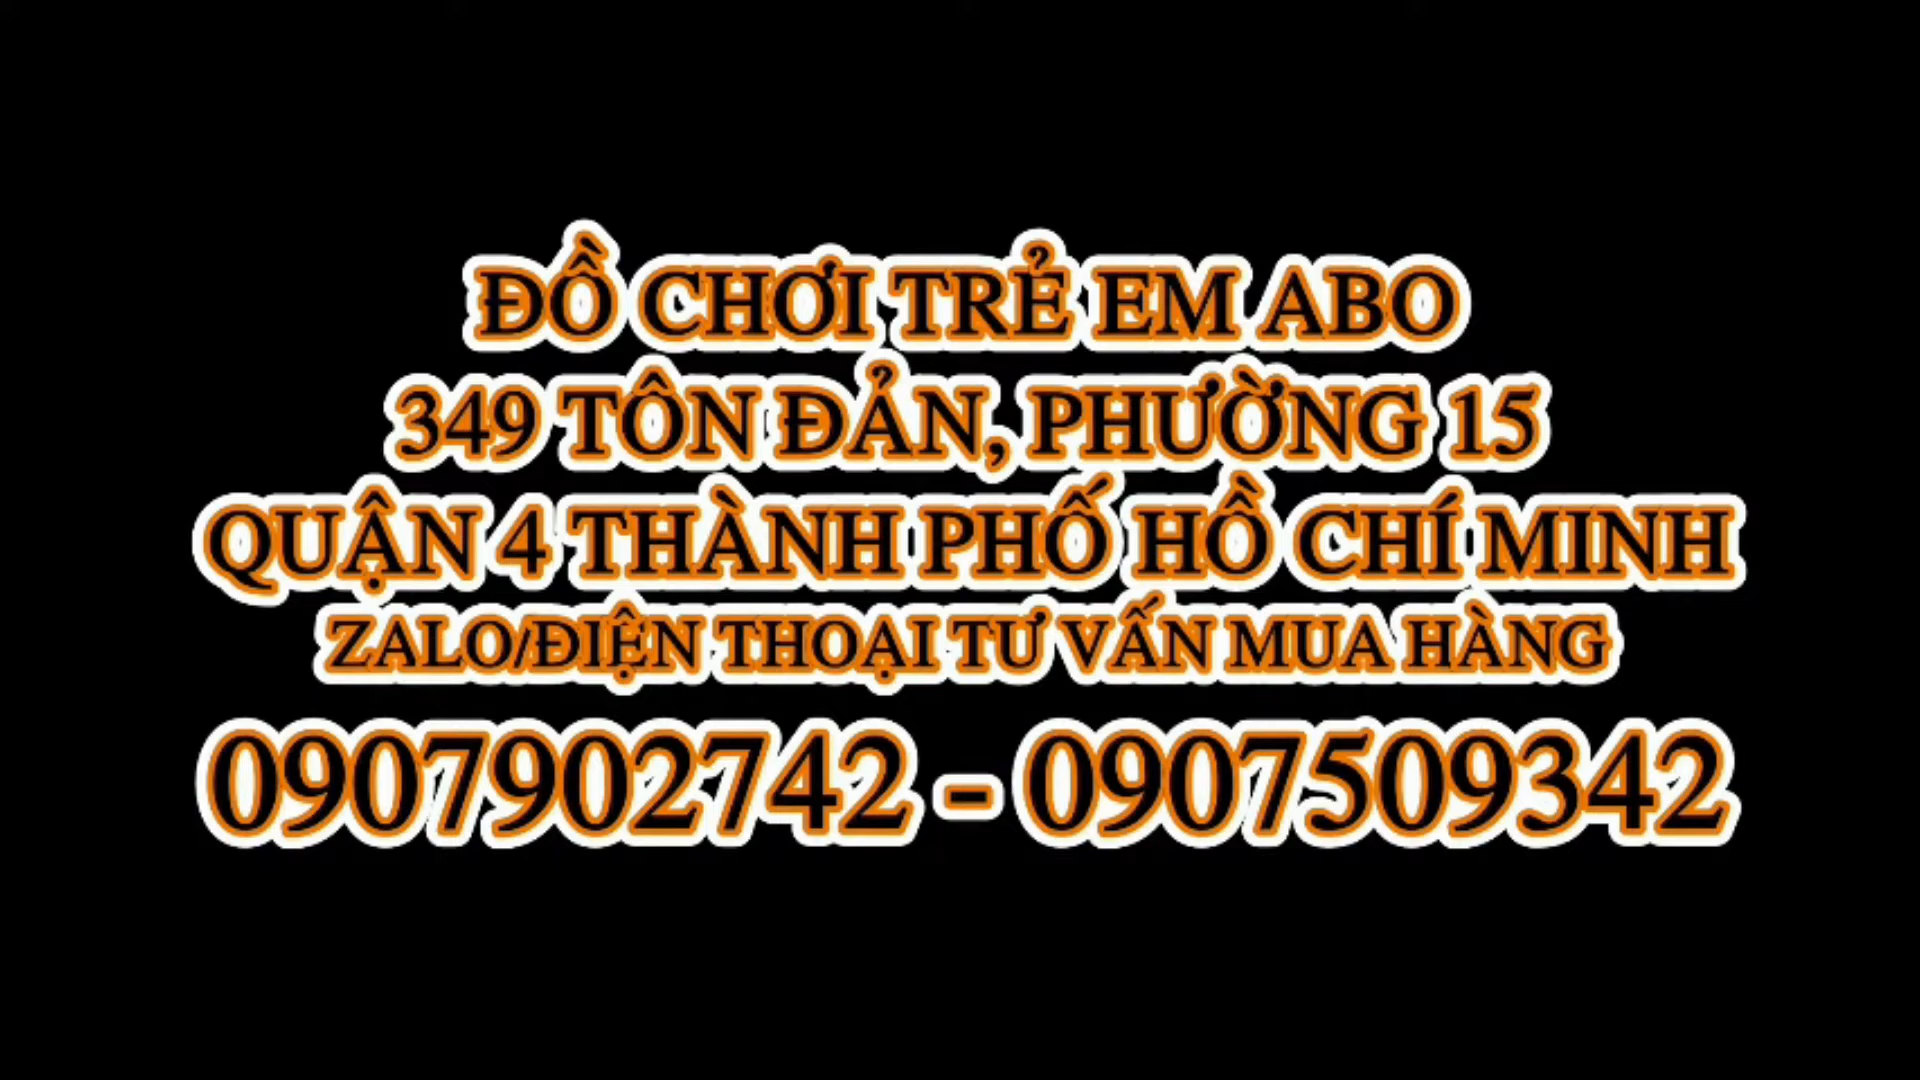 ĐỒ CHƠI TRẺ EM ABO
349 TÔN ĐẢN, PHƯỜNG 15
QUẬN 4 THÀNH PHỐ HỒ CHÍ MINH
ZALO/ĐIỆN THOẠI TƯ VẤN MUA HÀNG
0907902742 - 0907509342